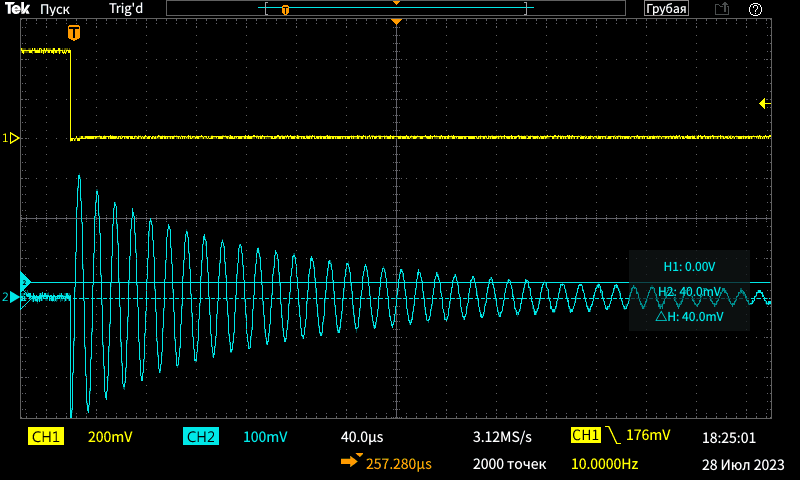 Tek Пуск Trig'd Грубая
T
T
1
2
2
H1: 0.00V
H2: 40.0mV
△H: 40.0mV
CH1 200mV CH2 100mV 40.0µs 3.12MS/s CH1 176mV 18:25:01
257.280µs 2000 точек 10.0000Hz 28 Июл 2023